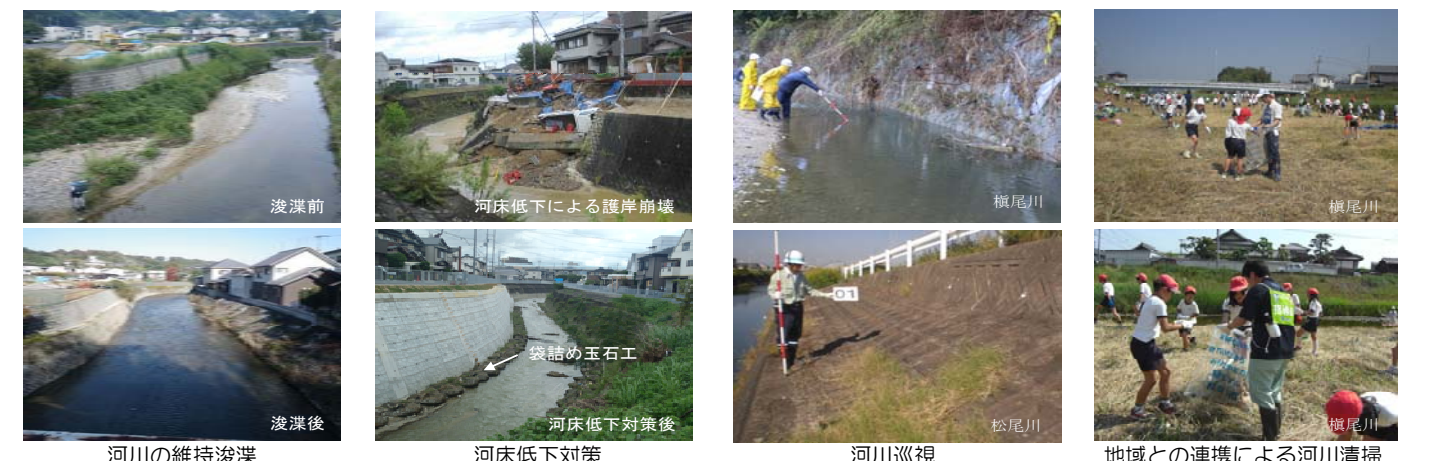 浚渫前
河床低下による護岸崩壊
槇尾川
槇尾川
浚渫後
袋詰め玉石工
河床低下対策後
01
松尾川
槇尾川
河川の維持浚渫
河床低下対策
河川巡視
地域との連携による河川清掃